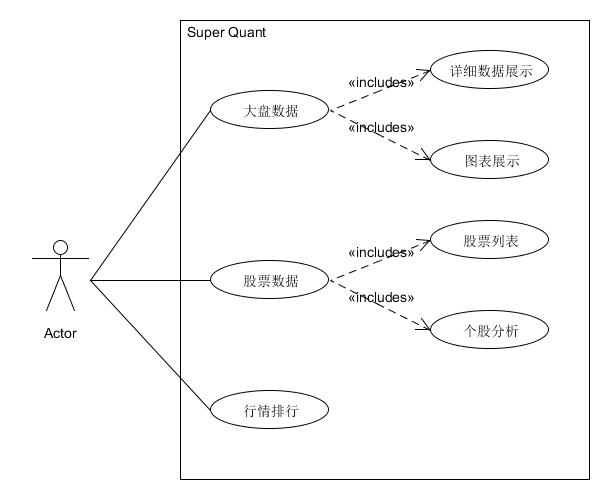 Super Quant
«includes»
详细数据展示
大盘数据
«includes»
图表展示
«includes»
股票列表
股票数据
«includes»
个股分析
Actor
行情排行